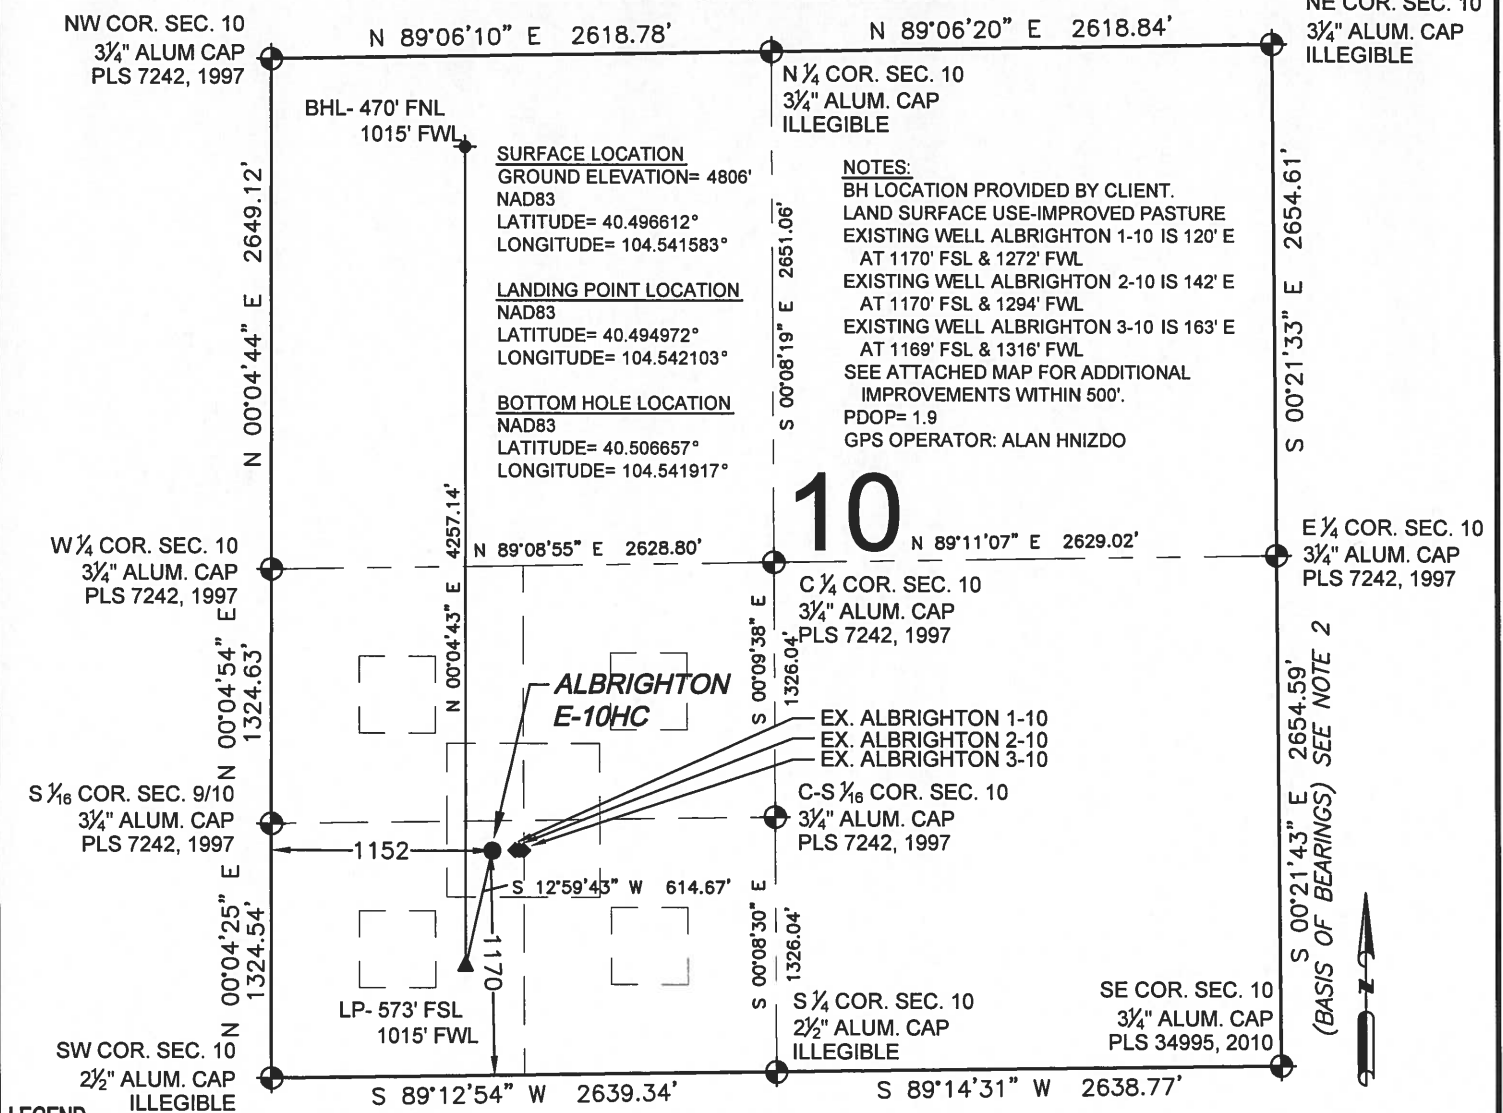 NW COR. SEC. 10
3¼" ALUM CAP
PLS 7242, 1997
N 89°06'10" E 2618.78'
N 89°06'20" E 2618.84'
NE COR. SEC. 10
3¼" ALUM. CAP
ILLEGIBLE
N ¼ COR. SEC. 10
3¼" ALUM. CAP
ILLEGIBLE
BHL- 470' FNL
1015' FWL
SURFACE LOCATION
GROUND ELEVATION= 4806'
NAD83
LATITUDE= 40.496612°
LONGITUDE= 104.541583°
LANDING POINT LOCATION
NAD83
LATITUDE= 40.494972°
LONGITUDE= 104.542103°
BOTTOM HOLE LOCATION
NAD83
LATITUDE= 40.506657°
LONGITUDE= 104.541917°
NOTES:
BH LOCATION PROVIDED BY CLIENT.
LAND SURFACE USE-IMPROVED PASTURE
EXISTING WELL ALBRIGHTON 1-10 IS 120' E
AT 1170' FSL & 1272' FWL
EXISTING WELL ALBRIGHTON 2-10 IS 142' E
AT 1170' FSL & 1294' FWL
EXISTING WELL ALBRIGHTON 3-10 IS 163' E
AT 1169' FSL & 1316' FWL
SEE ATTACHED MAP FOR ADDITIONAL
IMPROVEMENTS WITHIN 500'.
PDOP= 1.9
GPS OPERATOR: ALAN HNIZDO
N 00°04'44" E 2649.12'
S 00°08'19" E 2651.06'
S 00°21'33" E 2654.61'
10
W ¼ COR. SEC. 10
3¼" ALUM. CAP
PLS 7242, 1997
N 00°04'43" E 4257.14'
N 89°08'55" E 2628.80'
N 89°11'07" E 2629.02'
E ¼ COR. SEC. 10
3¼" ALUM. CAP
PLS 7242, 1997
C ¼ COR. SEC. 10
3¼" ALUM. CAP
PLS 7242, 1997
N 00°04'54" E
1324.63'
S 00°09'38" E
1326.04'
ALBRIGHTON
E-10HC
EX. ALBRIGHTON 1-10
EX. ALBRIGHTON 2-10
EX. ALBRIGHTON 3-10
S 1⁄16 COR. SEC. 9/10
3¼" ALUM. CAP
PLS 7242, 1997
C-S 1⁄16 COR. SEC. 10
3¼" ALUM. CAP
PLS 7242, 1997
1152
S 12°59'43" W 614.67'
1170
N 00°04'25" E
1324.54'
S 00°08'30" E
1326.04'
S 00°21'43" E 2654.59'
(BASIS OF BEARINGS) SEE NOTE 2
LP- 573' FSL
1015' FWL
S ¼ COR. SEC. 10
2½" ALUM. CAP
ILLEGIBLE
SE COR. SEC. 10
3¼" ALUM. CAP
PLS 34995, 2010
N
SW COR. SEC. 10
2½" ALUM. CAP
ILLEGIBLE
S 89°12'54" W 2639.34'
S 89°14'31" W 2638.77'
LEGEND